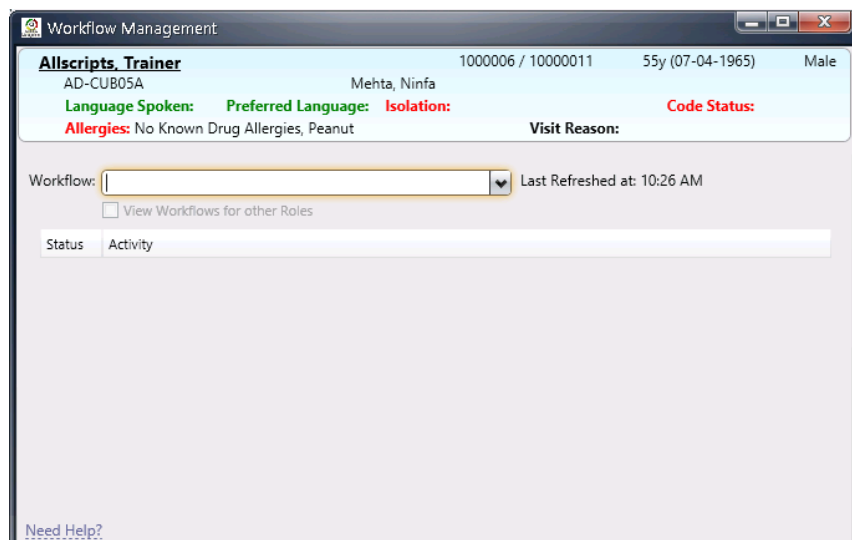 Workflow Management
Allscripts, Trainer 1000006 / 10000011 55y (07-04-1965) Male
AD-CUB05A Mehta, Ninfa
Language Spoken: Preferred Language: Isolation: Code Status:
Allergies: No Known Drug Allergies, Peanut Visit Reason:
Workflow: Last Refreshed at: 10:26 AM
View Workflows for other Roles
Status Activity
Need Help?